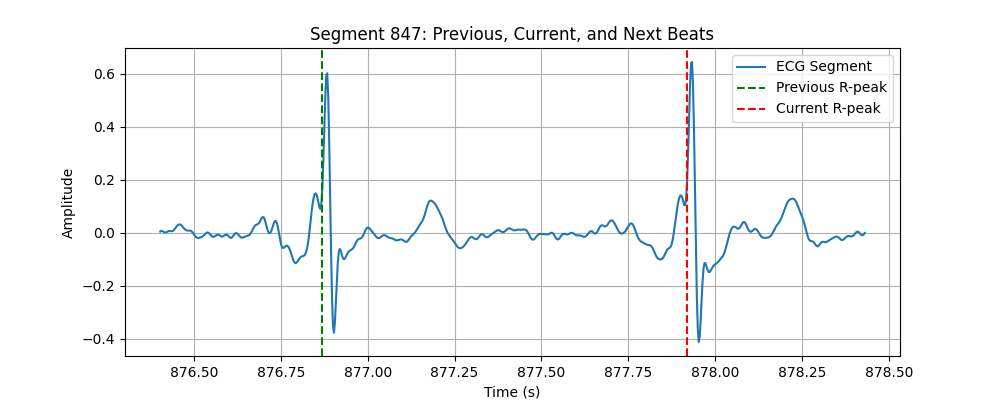 Segment 847: Previous, Current, and Next Beats
ECG Segment
Previous R-peak
Current R-peak
0.6
0.4
0.2
0.0
−0.2
−0.4
Amplitude
876.50 876.75 877.00 877.25 877.50 877.75 878.00 878.25 878.50
Time (s)